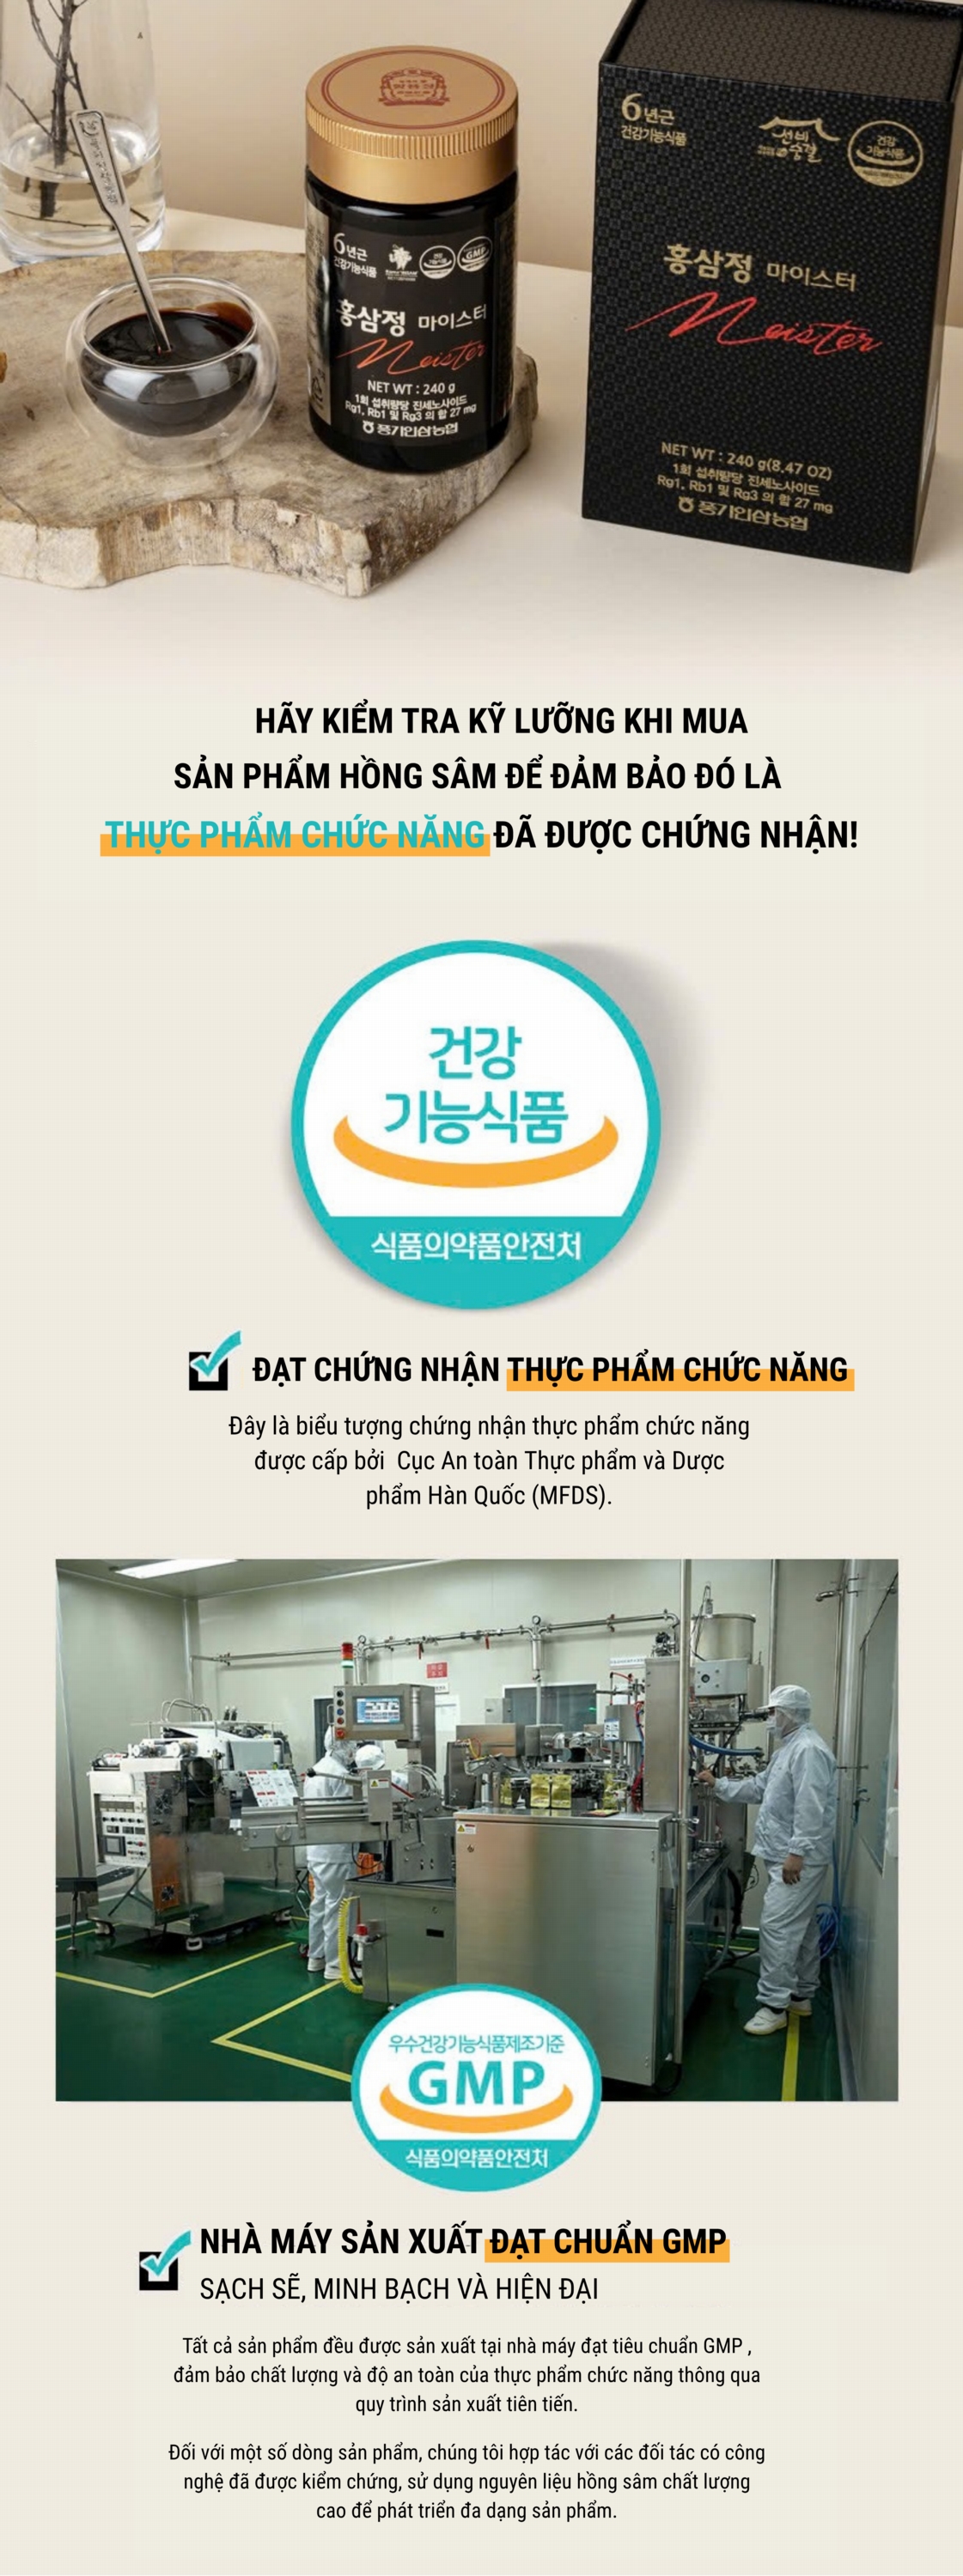 6년근
건강기능식품
선비숨결
건강
기능식품
홍삼정 마이스터
Meister
NET WT : 240 g(8.47 OZ)
1회 섭취량당 진세노사이드
Rg1, Rb1 및 Rg3 의 합 27 mg
풍기인삼농협
6년근
건강기능식품
GMP
홍삼정 마이스터
Meister
NET WT : 240 g
1회 섭취량당 진세노사이드
Rg1, Rb1 및 Rg3 의 합 27 mg
풍기인삼농협
HÃY KIỂM TRA KỸ LƯỠNG KHI MUA
SẢN PHẨM HỒNG SÂM ĐỂ ĐẢM BẢO ĐÓ LÀ
THỰC PHẨM CHỨC NĂNG ĐÃ ĐƯỢC CHỨNG NHẬN!
건강
기능식품
식품의약품안전처
ĐẠT CHỨNG NHẬN THỰC PHẨM CHỨC NĂNG
Đây là biểu tượng chứng nhận thực phẩm chức năng
được cấp bởi Cục An toàn Thực phẩm và Dược
phẩm Hàn Quốc (MFDS).
우수건강기능식품제조기준
GMP
식품의약품안전처
NHÀ MÁY SẢN XUẤT ĐẠT CHUẨN GMP
SẠCH SẼ, MINH BẠCH VÀ HIỆN ĐẠI
Tất cả sản phẩm đều được sản xuất tại nhà máy đạt tiêu chuẩn GMP ,
đảm bảo chất lượng và độ an toàn của thực phẩm chức năng thông qua
quy trình sản xuất tiên tiến.
Đối với một số dòng sản phẩm, chúng tôi hợp tác với các đối tác có công
nghệ đã được kiểm chứng, sử dụng nguyên liệu hồng sâm chất lượng
cao để phát triển đa dạng sản phẩm.